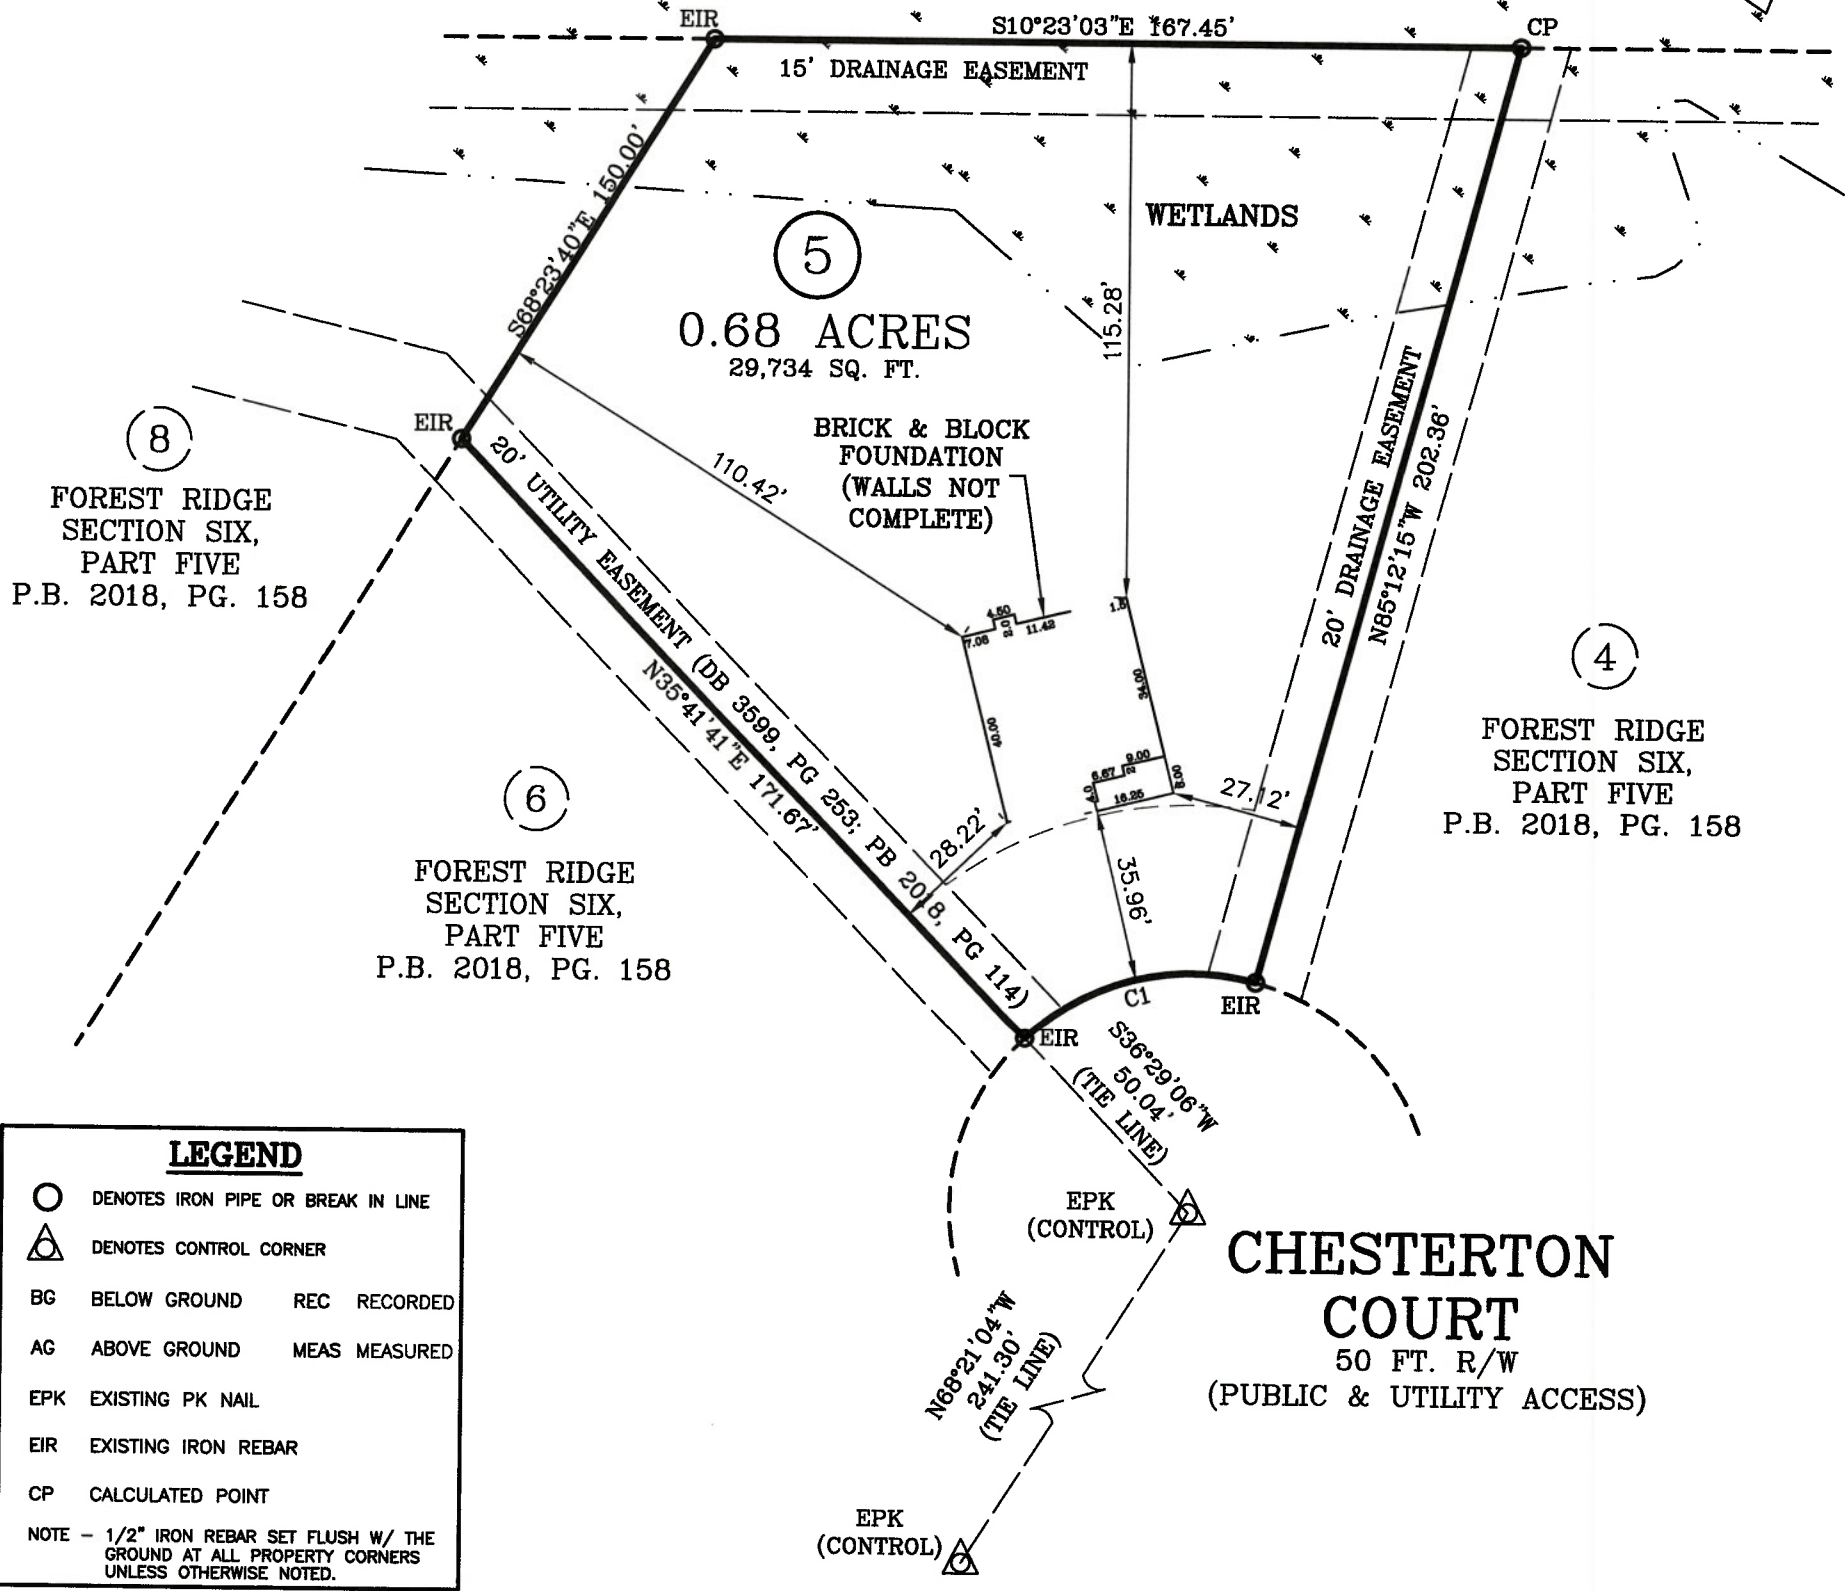 EIR
S10°23'03"E 167.45'
CP
15' DRAINAGE EASEMENT
S68°23'40"E 150.00'
WETLANDS
5
0.68 ACRES
29,734 SQ. FT.
115.28'
BRICK & BLOCK
FOUNDATION
(WALLS NOT
COMPLETE)
110.42'
EIR
8
FOREST RIDGE
SECTION SIX,
PART FIVE
P.B. 2018, PG. 158
20' UTILITY EASEMENT (DB 3599, PG 253; PB 2018, PG 114)
N35°41'41"E 171.67'
20' DRAINAGE EASEMENT
N85°12'15"W 202.36'
4
FOREST RIDGE
SECTION SIX,
PART FIVE
P.B. 2018, PG. 158
7.08
4.50
2.0
11.42
1.5
34.00
40.00
9.00
2
6.67
4.0
16.25
8.00
27.12'
28.22'
35.96'
6
FOREST RIDGE
SECTION SIX,
PART FIVE
P.B. 2018, PG. 158
C1
EIR
EIR
S36°29'06"W
50.04'
(TIE LINE)
EPK
(CONTROL)
CHESTERTON
COURT
50 FT. R/W
(PUBLIC & UTILITY ACCESS)
N68°21'04"W
241.30'
(TIE LINE)
EPK
(CONTROL)
LEGEND
DENOTES IRON PIPE OR BREAK IN LINE
DENOTES CONTROL CORNER
BG BELOW GROUND REC RECORDED
AG ABOVE GROUND MEAS MEASURED
EPK EXISTING PK NAIL
EIR EXISTING IRON REBAR
CP CALCULATED POINT
NOTE – 1/2" IRON REBAR SET FLUSH W/ THE
GROUND AT ALL PROPERTY CORNERS
UNLESS OTHERWISE NOTED.